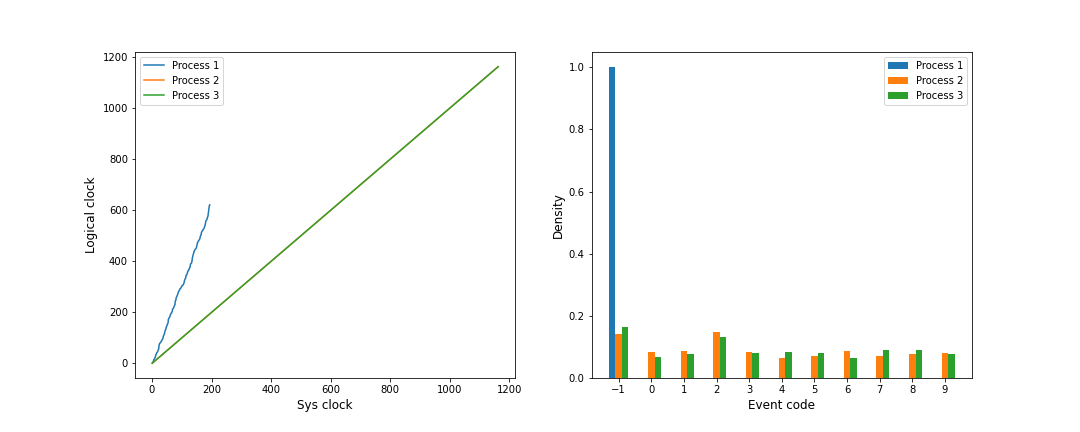 1200
1000
800
600
400
200
0
Logical clock
Process 1
Process 2
Process 3
0 200 400 600 800 1000 1200
Sys clock
1.0
0.8
0.6
0.4
0.2
0.0
Density
Process 1
Process 2
Process 3
−1 0 1 2 3 4 5 6 7 8 9
Event code